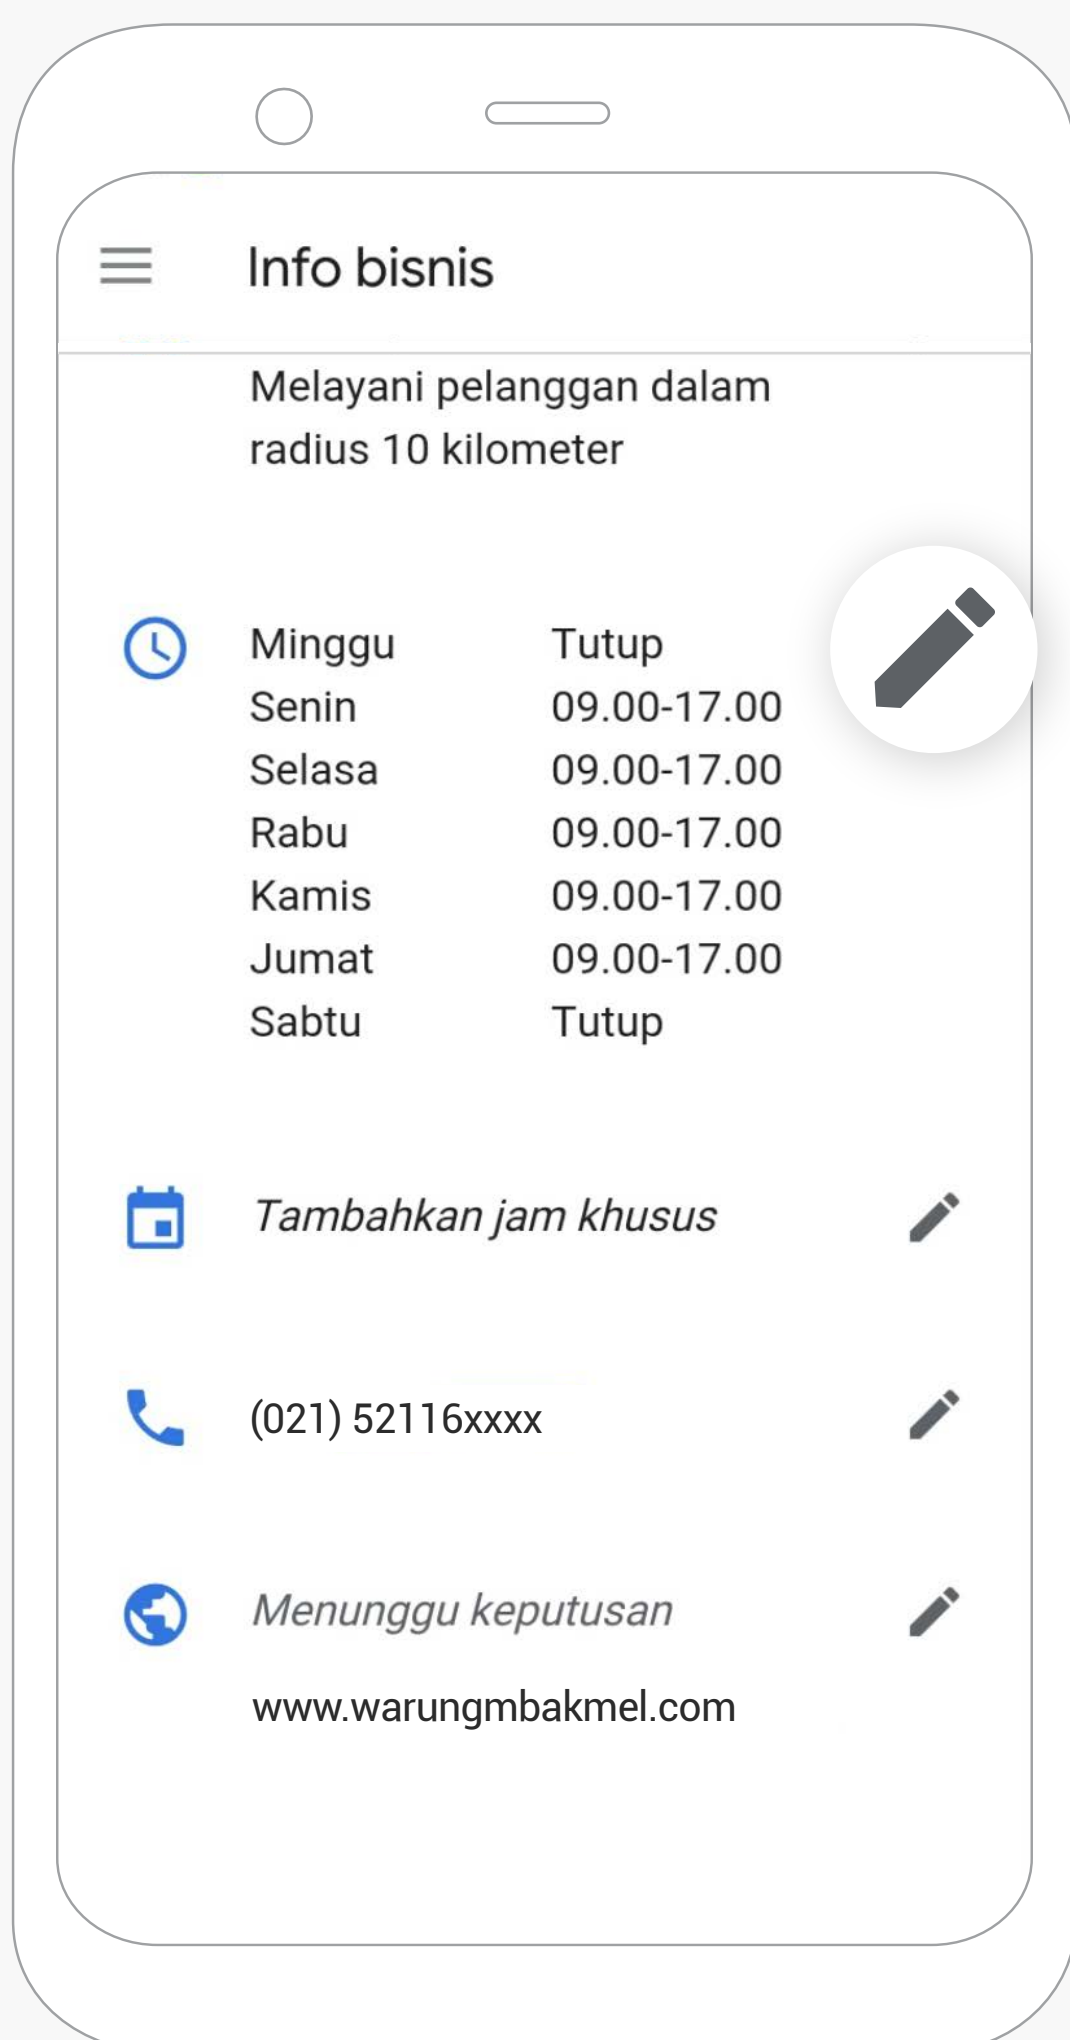 Info bisnis
Melayani pelanggan dalam
radius 10 kilometer
Minggu Tutup
Senin 09.00-17.00
Selasa 09.00-17.00
Rabu 09.00-17.00
Kamis 09.00-17.00
Jumat 09.00-17.00
Sabtu Tutup
Tambahkan jam khusus
(021) 52116xxxx
Menunggu keputusan
www.warungmbakmel.com